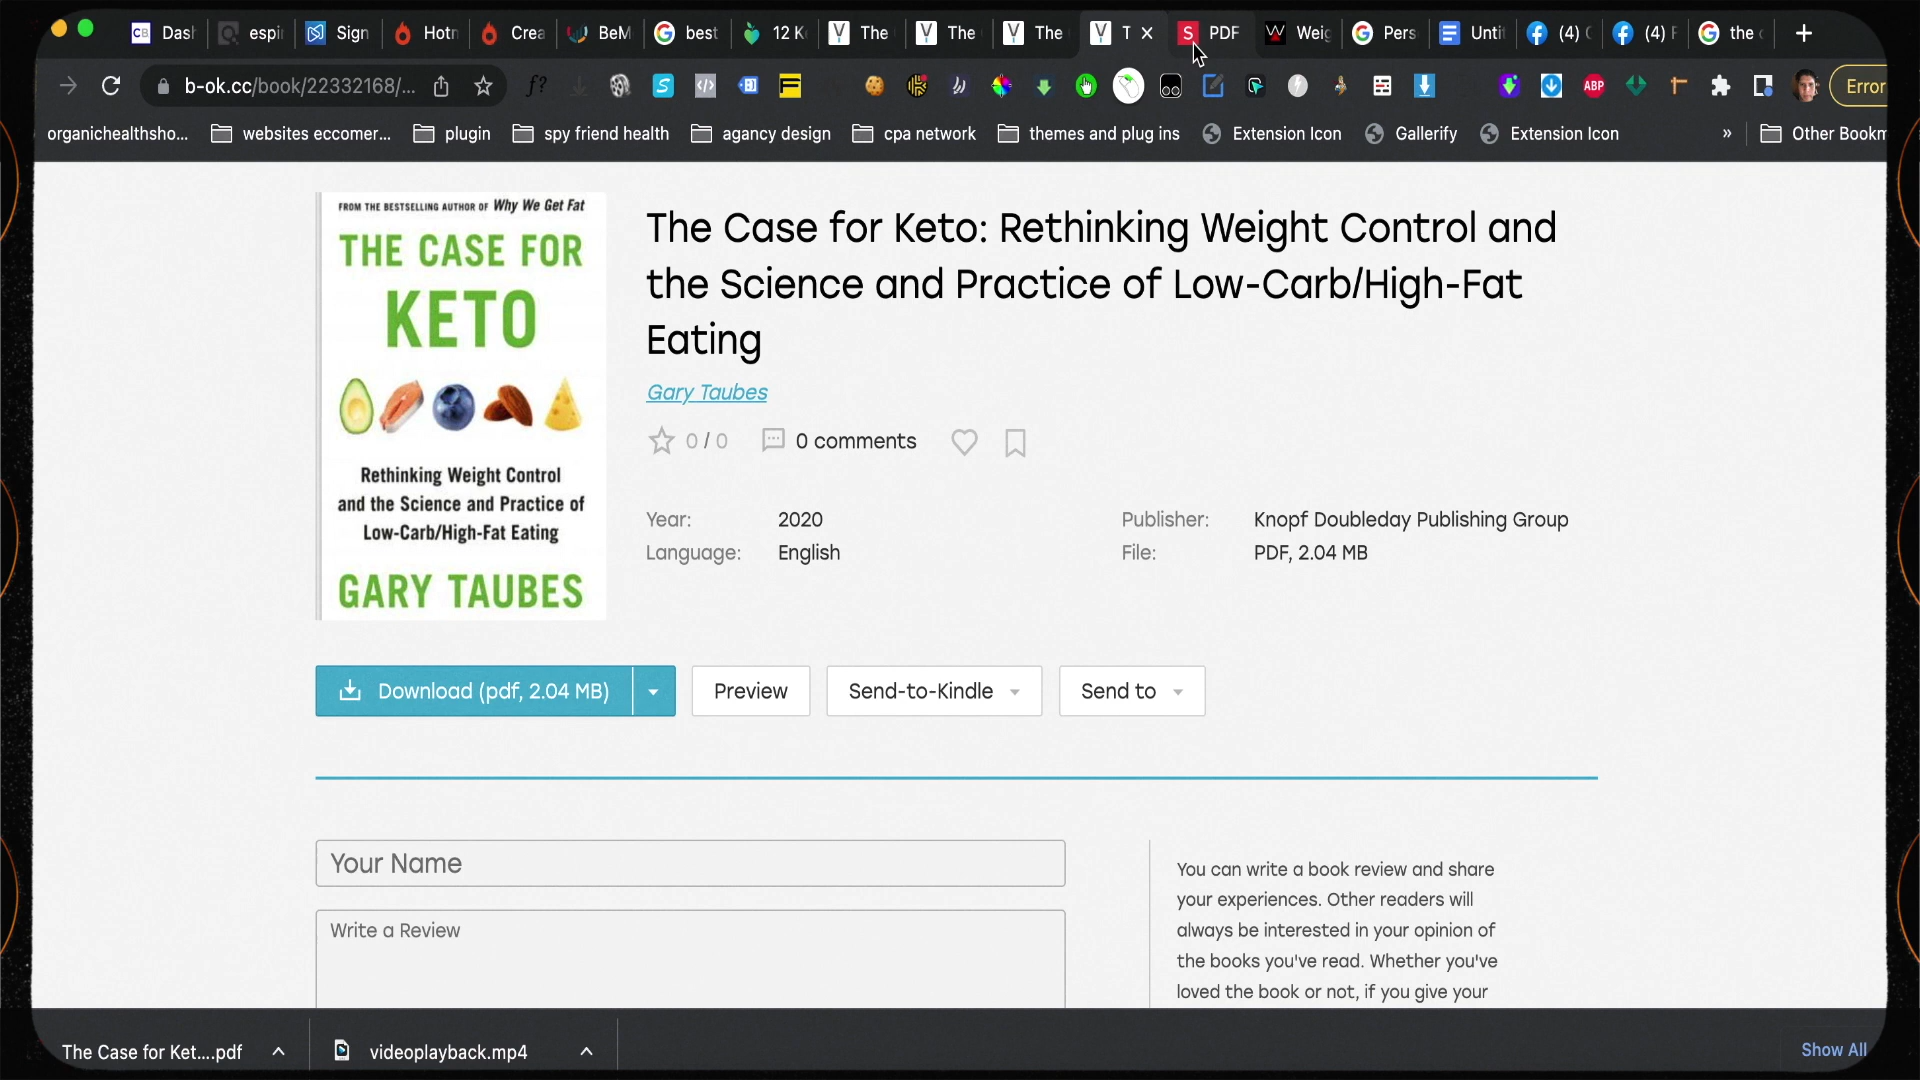 CB Dash
espi
Sign
Hotm
Crea
BeM
best
12 K
The
The
The
T
S PDF
Weig
Pers
Unti
(4)
(4) F
the
b-ok.cc/book/22332168/...
f?
ABP
Error
organichealthsho...
websites eccomer...
plugin
spy friend health
agancy design
cpa network
themes and plug ins
Extension Icon
Gallerify
Extension Icon
»
Other Bookm
FROM THE BESTSELLING AUTHOR OF Why We Get Fat
THE CASE FOR
KETO
Rethinking Weight Control
and the Science and Practice of
Low-Carb/High-Fat Eating
GARY TAUBES
The Case for Keto: Rethinking Weight Control and
the Science and Practice of Low-Carb/High-Fat
Eating
Gary Taubes
0 / 0
0 comments
Year: 2020
Publisher: Knopf Doubleday Publishing Group
Language: English
File: PDF, 2.04 MB
Download (pdf, 2.04 MB)
Preview
Send-to-Kindle
Send to
Your Name
Write a Review
You can write a book review and share
your experiences. Other readers will
always be interested in your opinion of
the books you've read. Whether you've
loved the book or not, if you give your
The Case for Ket....pdf
videoplayback.mp4
Show All